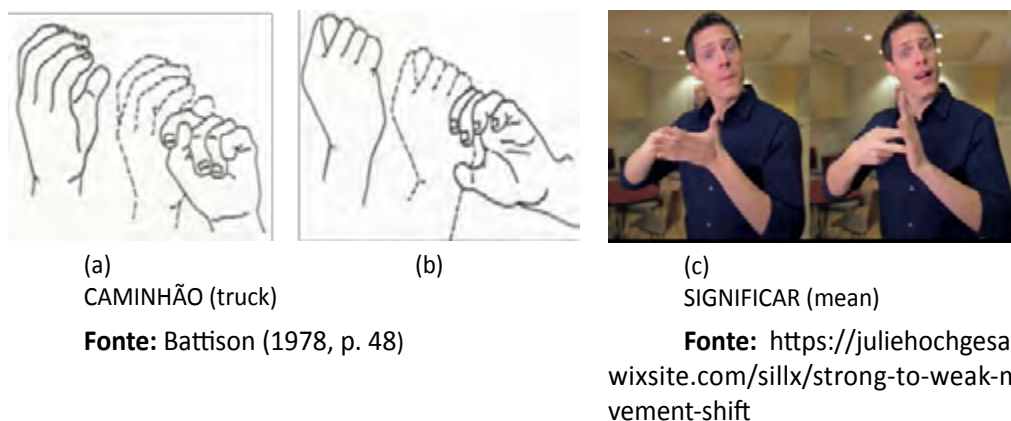 (a)
CAMINHÃO (truck)
Fonte: Battison (1978, p. 48)
(b)
(c)
SIGNIFICAR (mean)
Fonte: https://juliehochgesa
wixsite.com/sillx/strong-to-weak-m
vement-shift